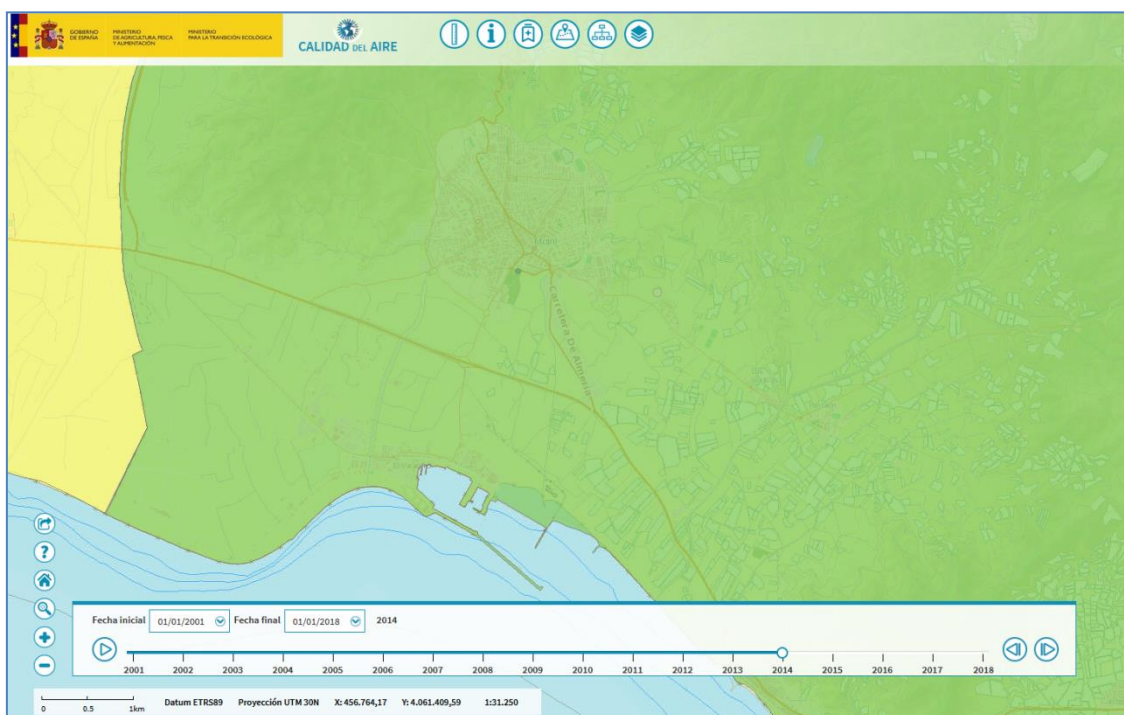 GOBIERNO
DE ESPAÑA
MINISTERIO
DE AGRICULTURA, PESCA
Y ALIMENTACIÓN
MINISTERIO
PARA LA TRANSICIÓN ECOLÓGICA
CALIDAD DEL AIRE
Motril
Carretera De Almería
Fecha inicial 01/01/2001 Fecha final 01/01/2018 2014
2001 2002 2003 2004 2005 2006 2007 2008 2009 2010 2011 2012 2013 2014 2015 2016 2017 2018
0 0.5 1km Datum ETRS89 Proyección UTM 30N X: 456.764,17 Y: 4.061.409,59 1:31.250